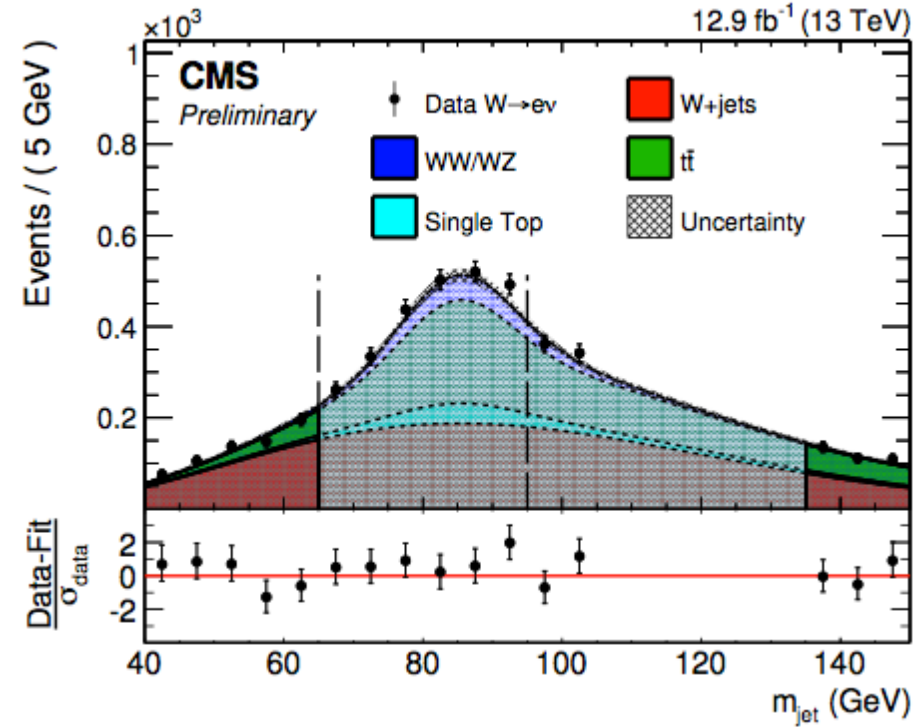 ×10³
12.9 fb⁻¹ (13 TeV)
Events / ( 5 GeV)
1
0.8
0.6
0.4
0.2
CMS
Preliminary
Data W→eν
W+jets
WW/WZ
tt̄
Single Top
Uncertainty
Data-Fit
σdata
2
0
-2
40 60 80 100 120 140
m_jet (GeV)